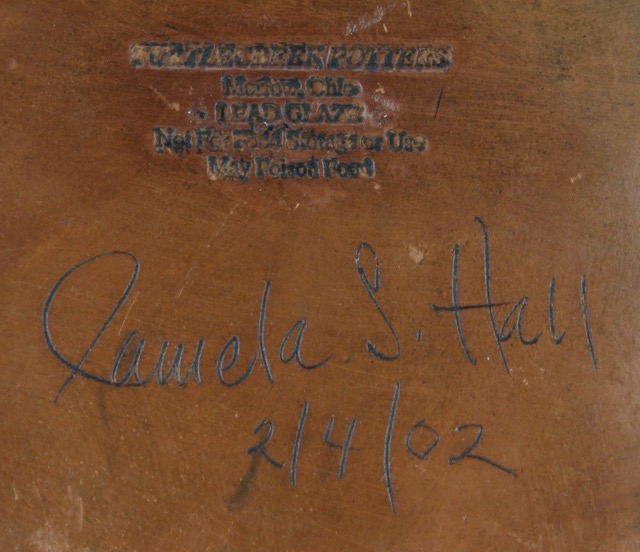 TURTLECREEK POTTERS
Morrow, Ohio
LEAD GLAZE
Not For Food Storage or Use
May Poison Food
Pamela S. Hall
2/4/02